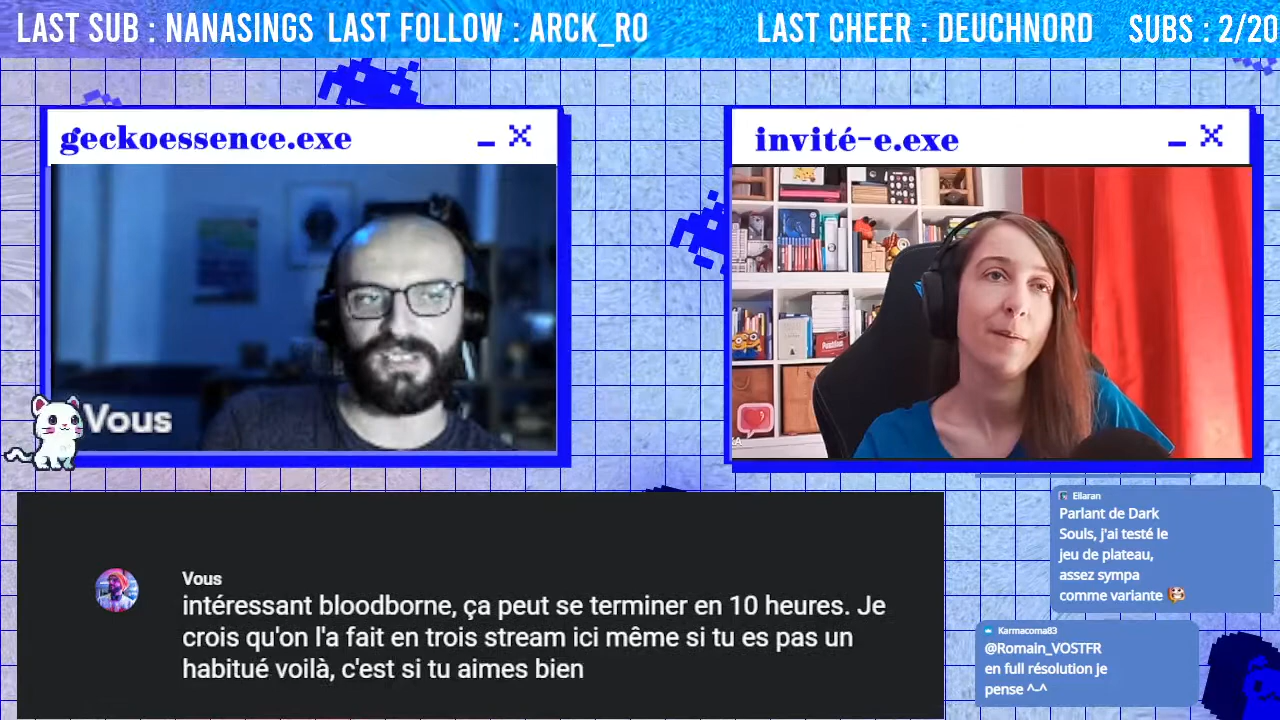 LAST SUB : NANASINGS LAST FOLLOW : ARCK_RO LAST CHEER : DEUCHNORD SUBS : 2/20
geckoessence.exe
invité-e.exe
Vous
Vous
intéressant bloodborne, ça peut se terminer en 10 heures. Je
crois qu'on l'a fait en trois stream ici même si tu es pas un
habitué voilà, c'est si tu aimes bien
Ellaran
Parlant de Dark
Souls, j'ai testé le
jeu de plateau,
assez sympa
comme variante
Karmacoma83
@Romain_VOSTFR
en full résolution je
pense ^-^